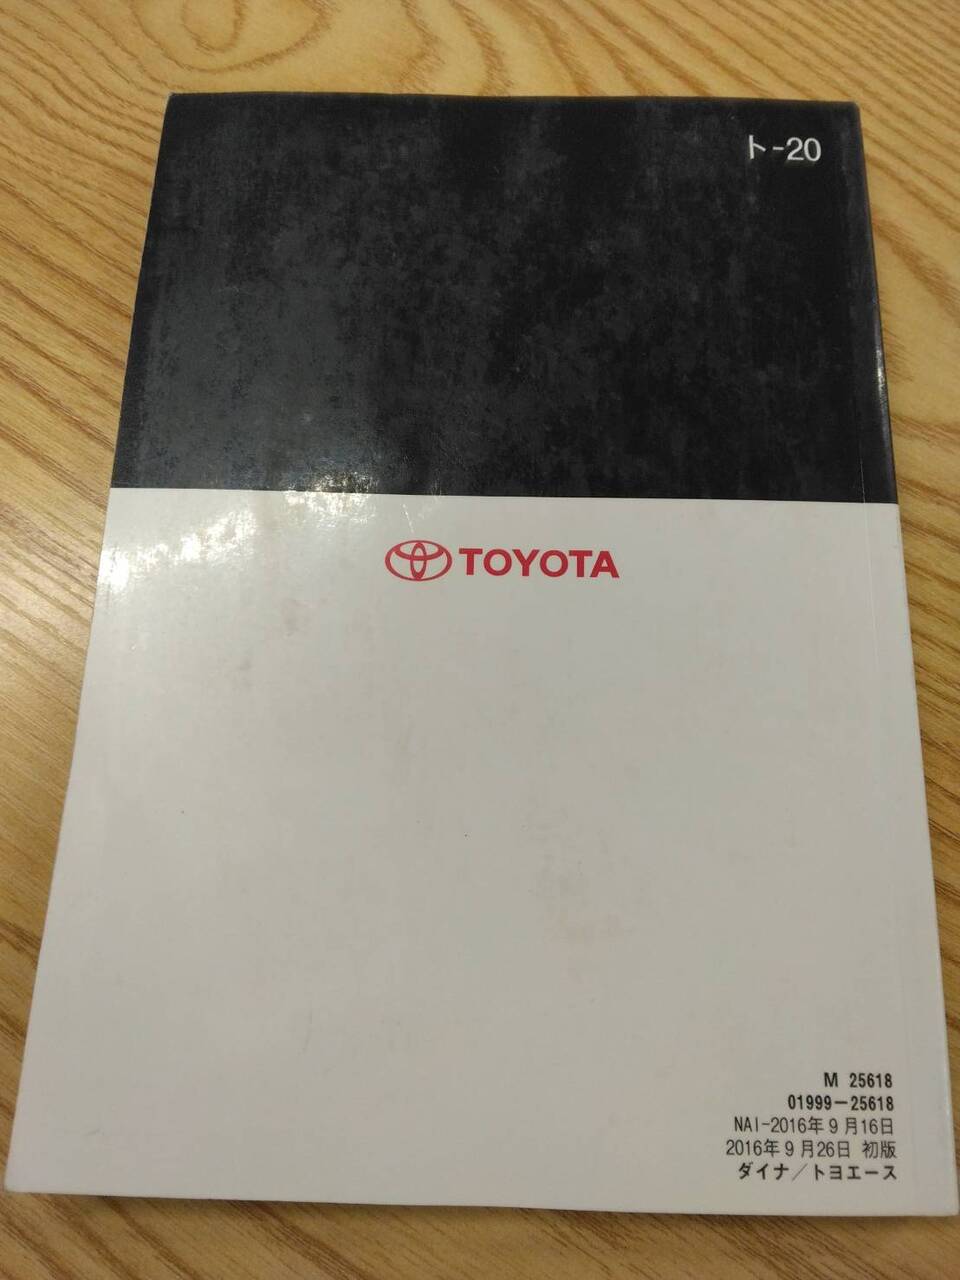 ト-20
TOYOTA
M 25618
01999-25618
NAI-2016年9月16日
2016年9月26日 初版
ダイナ/トヨエース